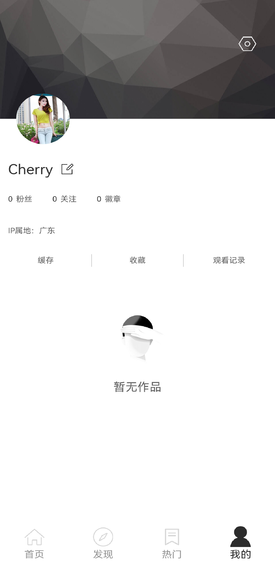 Cherry
0 粉丝 0 关注 0 徽章
IP属地：广东
缓存 收藏 观看记录
暂无作品
首页 发现 热门 我的